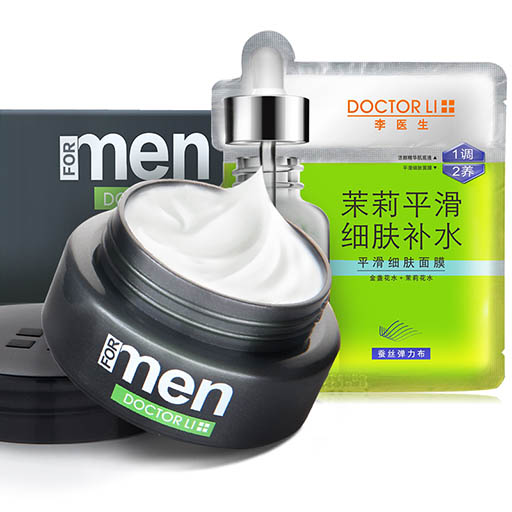 FOR men
DOCTOR LI
DOCTOR LI
李医生
1调
2养
茉莉平滑
细肤补水
平滑细肤面膜
金盏花水·茉莉花水
蚕丝弹力布
FOR men
DOCTOR LI